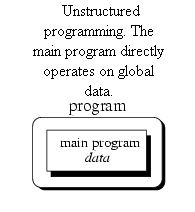 Unstructured
programming. The
main program directly
operates on global
data.
program
main program
data